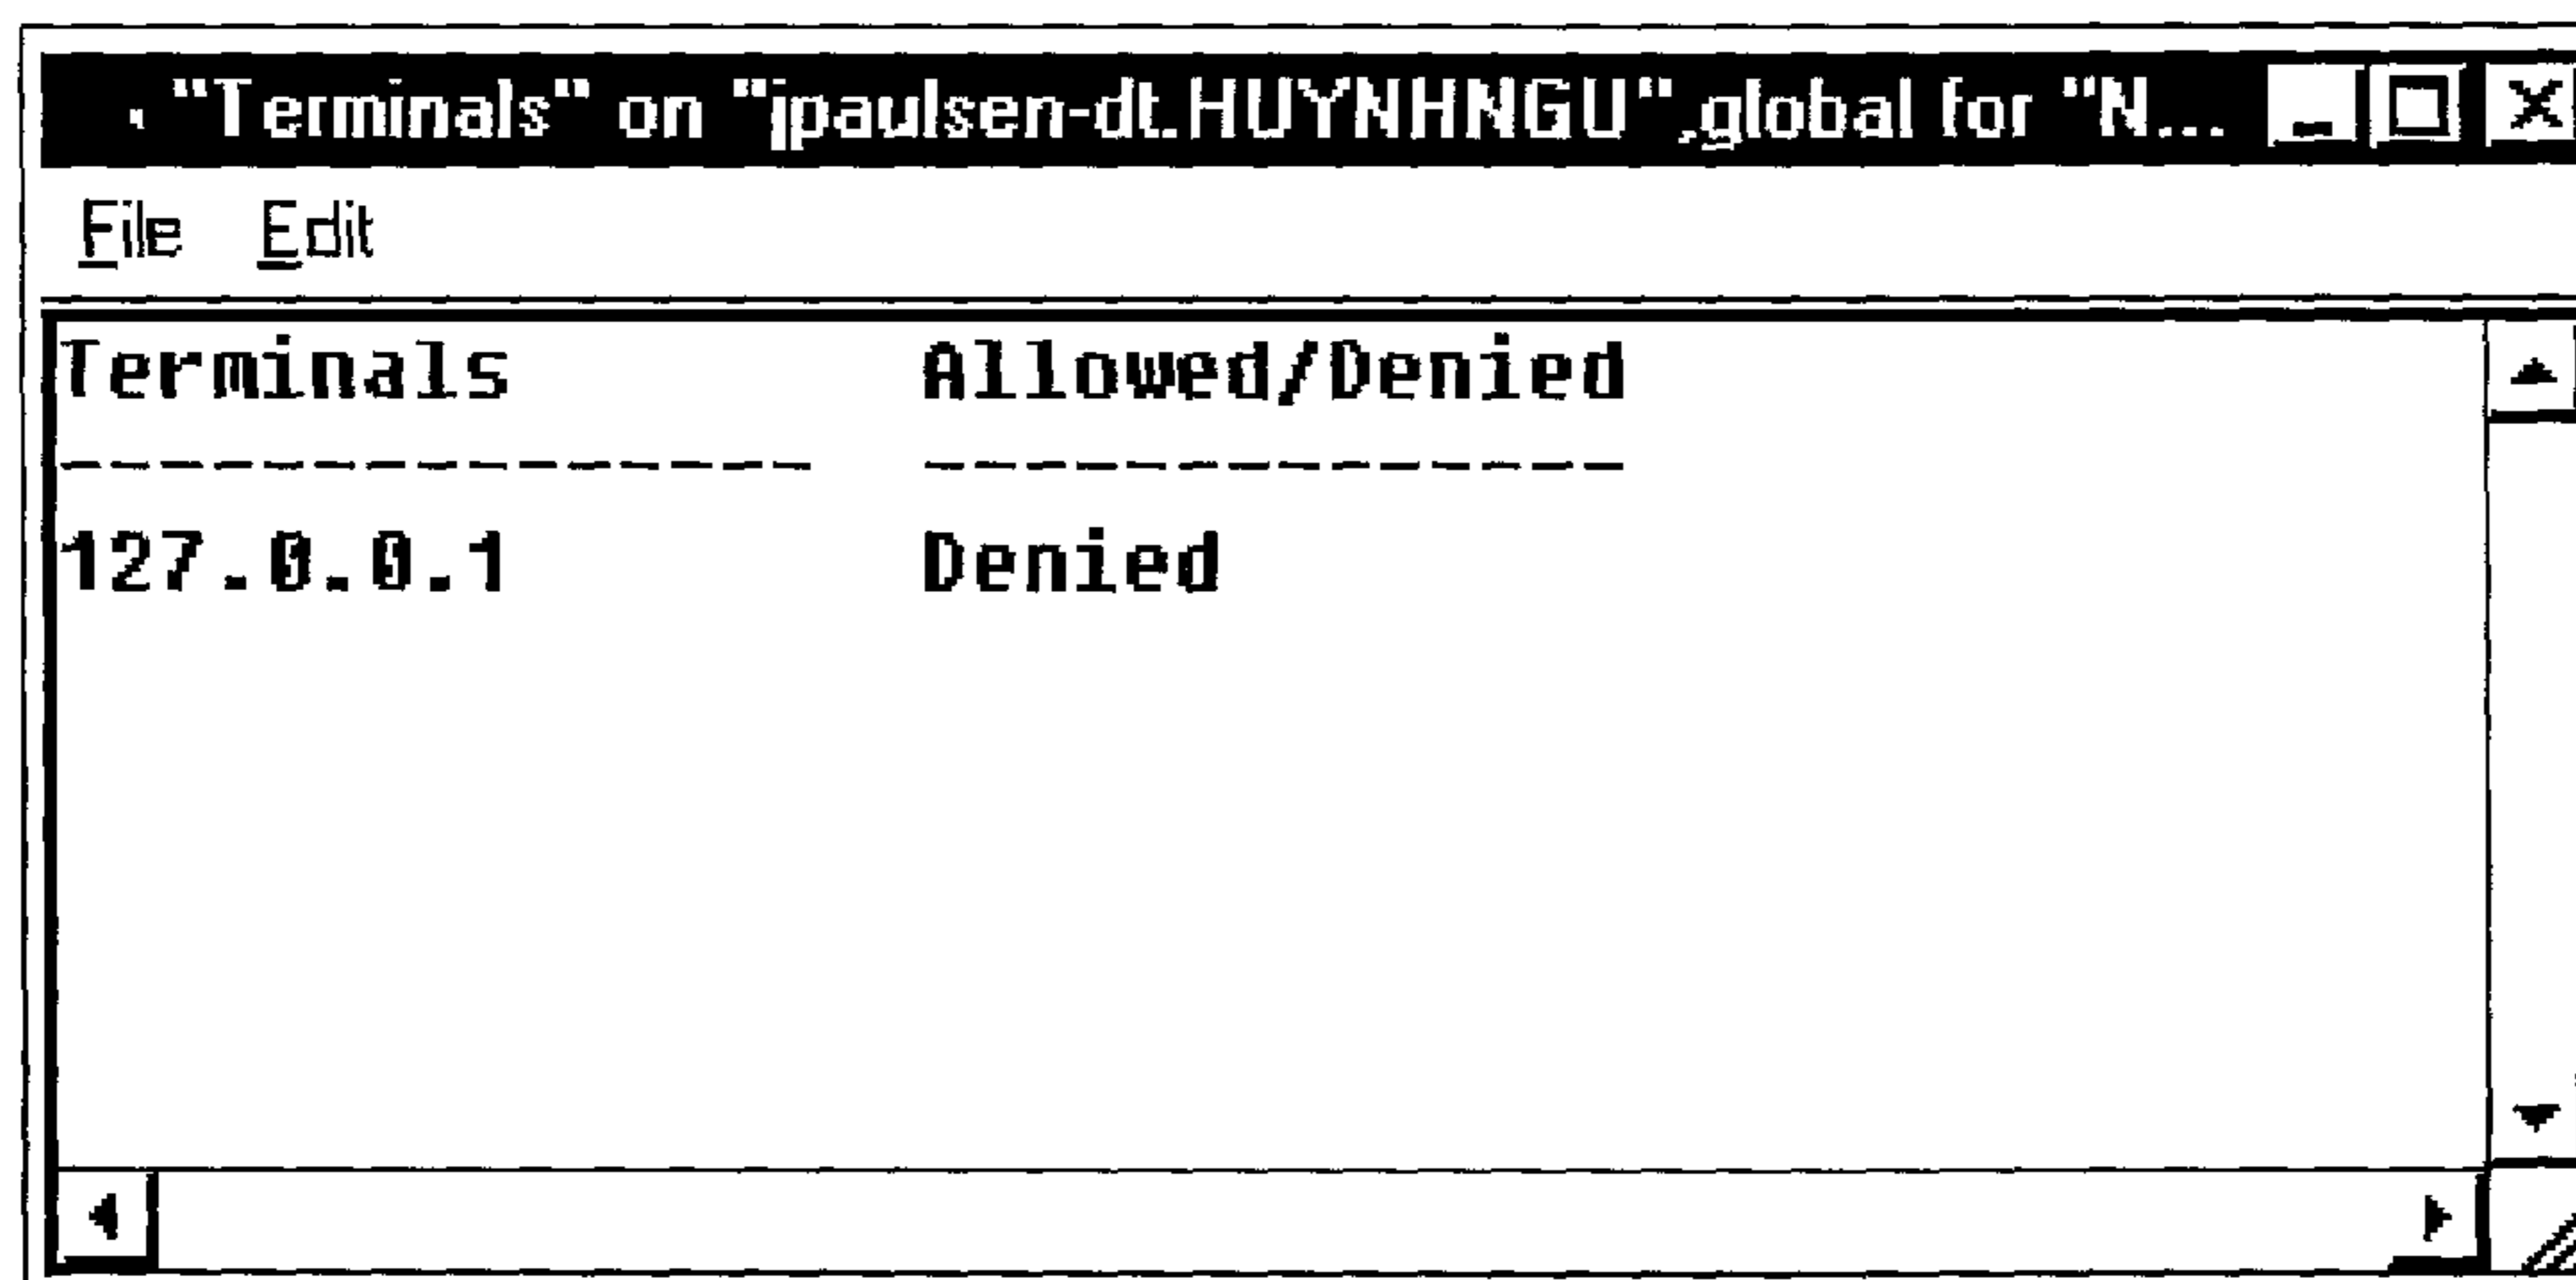 "Terminals" on "jpaulsen-dt.HUYNHNGU",global for "N...
File Edit
Terminals Allowed/Denied
--------------- --------------
127.0.0.1 Denied